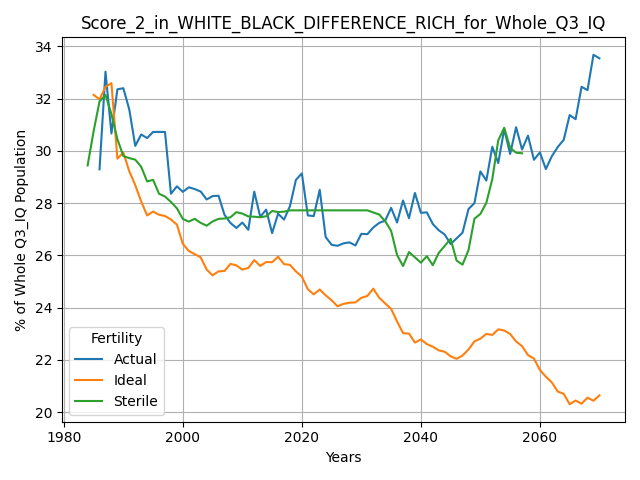 Score_2_in_WHITE_BLACK_DIFFERENCE_RICH_for_Whole_Q3_IQ
% of Whole Q3_IQ Population
34
32
30
28
26
24
22
20
Fertility
Actual
Ideal
Sterile
1980
2000
2020
2040
2060
Years